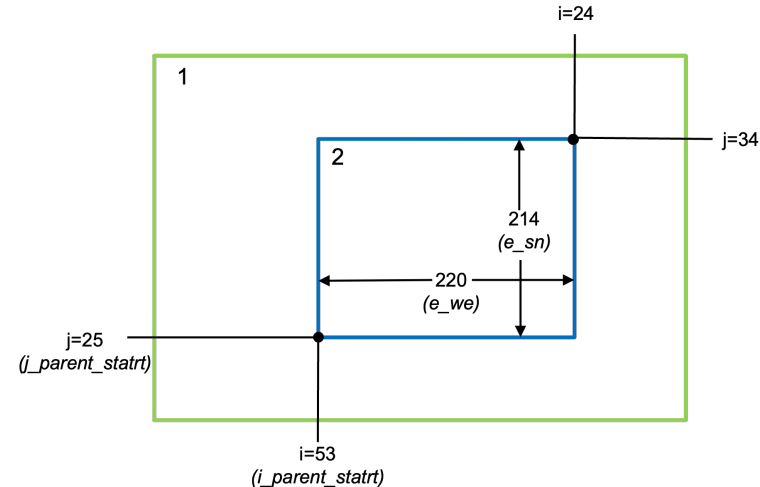 i=24
1
j=34
2
214
(e_sn)
220
(e_we)
j=25
(j_parent_statrt)
i=53
(i_parent_statrt)